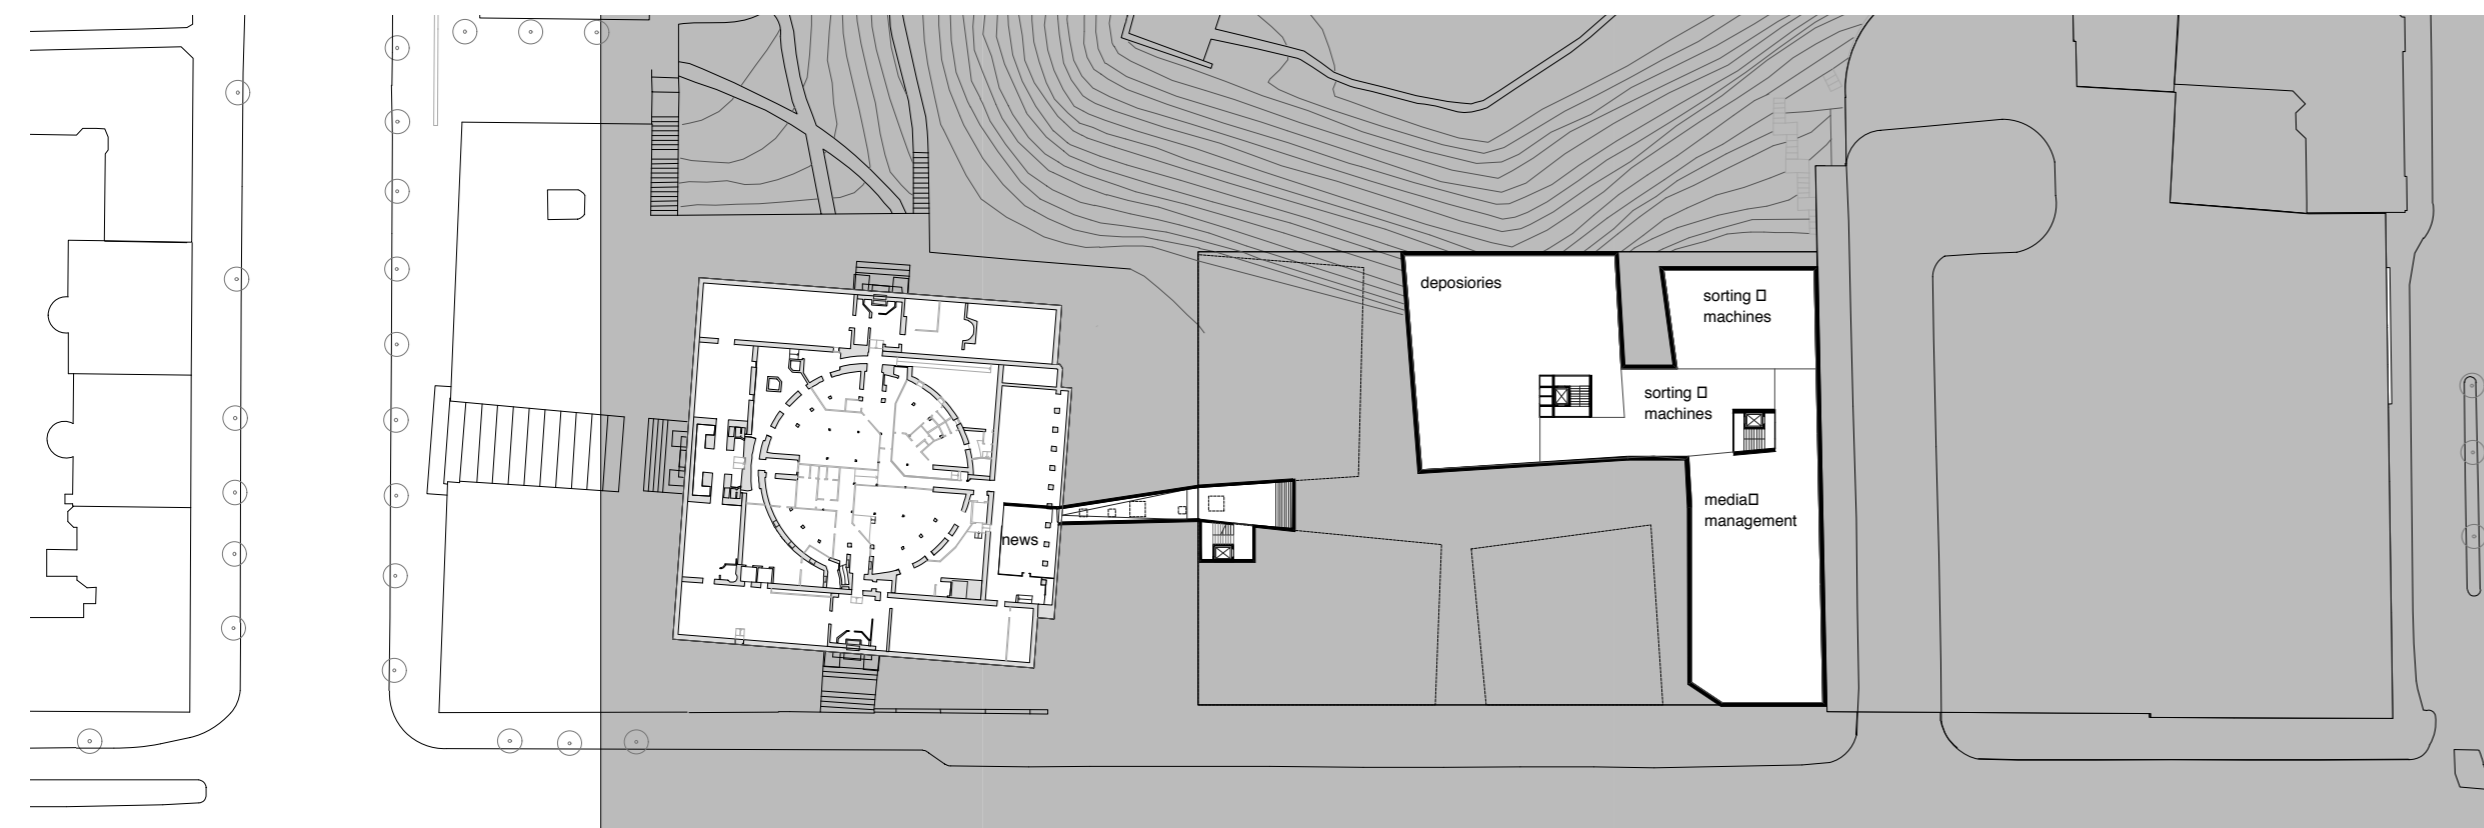 deposiories
sorting
machines
sorting
machines
media
management
news